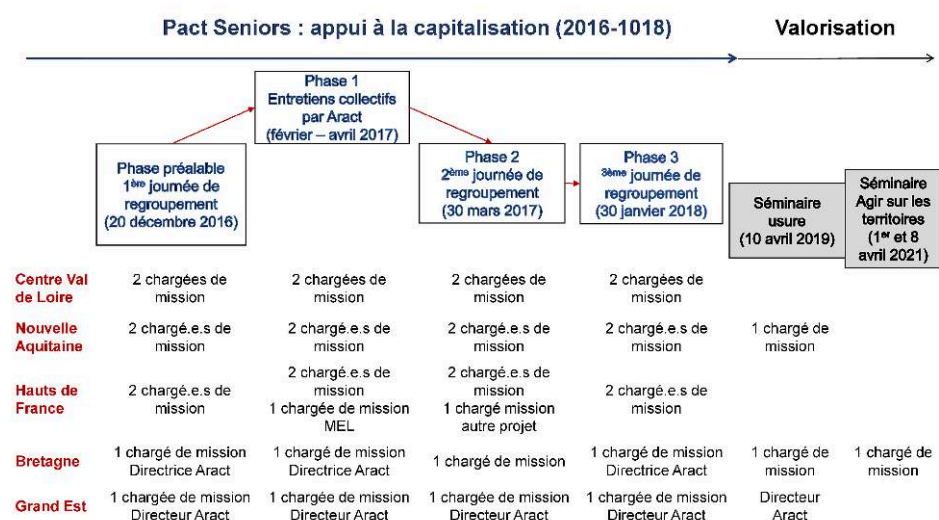 Pact Seniors : appui à la capitalisation (2016-1018)
Valorisation
Phase préalable
1ère journée de
regroupement
(20 décembre 2016)
Phase 1
Entretiens collectifs
par Aract
(février – avril 2017)
Phase 2
2ème journée de
regroupement
(30 mars 2017)
Phase 3
3ème journée de
regroupement
(30 janvier 2018)
Séminaire
usure
(10 avril 2019)
Séminaire
Agir sur les
territoires
(1er et 8
avril 2021)
Centre Val
de Loire
2 chargées de
mission
2 chargées de
mission
2 chargées de
mission
2 chargées de
mission
Nouvelle
Aquitaine
2 chargé.e.s de
mission
2 chargé.e.s de
mission
2 chargé.e.s de
mission
2 chargé.e.s de
mission
1 chargé de
mission
Hauts de
France
2 chargé.e.s de
mission
2 chargé.e.s de
mission
1 chargée de mission
MEL
2 chargé.e.s de
mission
1 chargé mission
autre projet
2 chargé.e.s de
mission
Bretagne
1 chargé de mission
Directrice Aract
1 chargé de mission
Directrice Aract
1 chargé de mission
1 chargé de mission
Directrice Aract
1 chargé de
mission
1 chargé de
mission
Grand Est
1 chargée de mission
Directeur Aract
1 chargée de mission
Directeur Aract
1 chargée de mission
Directeur Aract
1 chargée de mission
Directeur Aract
Directeur
Aract